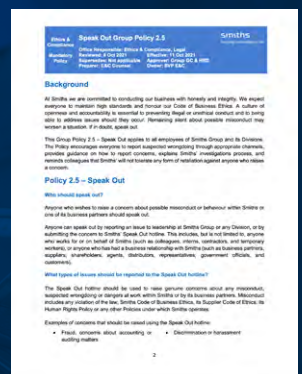 Ethics & Compliance
Mandatory Policy
Speak Out Group Policy 2.5
Office Responsible: Ethics & Compliance, Legal
Reviewed: 9 Oct 2021 Effective: 11 Oct 2021
Supersedes: Not applicable Approver: Group GC & HRD
Preparer: E&C Counsel Owner: SVP E&C
smiths
Background
At Smiths we are committed to conducting our business with honesty and integrity. We expect
everyone to maintain high standards and honour our Code of Business Ethics. A culture of
openness and accountability is essential to preventing illegal or unethical conduct and to being
able to address issues should they occur. Remaining silent about possible misconduct may
worsen a situation. If in doubt, speak out.
This Group Policy 2.5 – Speak Out applies to all employees of Smiths Group and its Divisions.
The Policy encourages everyone to report suspected wrongdoing through appropriate channels,
provides guidance on how to report concerns, explains Smiths' investigations process, and
reminds colleagues that Smiths' will not tolerate any form of retaliation against anyone who raises
a concern.
Policy 2.5 – Speak Out
Who should speak out?
Anyone who wishes to raise a concern about possible misconduct or behaviour within Smiths or
one of its business partners should speak out.
Anyone can speak out by reporting an issue to leadership at Smiths Group or any Division, or by
submitting the concern to Smiths' Speak Out hotline. This includes, but is not limited to, anyone
who works for or on behalf of Smiths (such as colleagues, interns, contractors, and temporary
workers), or anyone who/has had a business relationship with Smiths (such as business partners,
suppliers, shareholders, agents, distributors, representatives, government officials, and
customers).
What types of issues should be reported to the Speak Out hotline?
The Speak Out hotline should be used to raise genuine concerns about any misconduct,
suspected wrongdoing or dangers at work within Smiths or by its business partners. Misconduct
includes any violation of the law, Smiths Code of Business Ethics, its Supplier Code of Ethics, its
Human Rights Policy or any other Policies under which Smiths operates.
Examples of concerns that should be raised using the Speak Out hotline:
• Fraud, concerns about accounting or auditing matters
• Discrimination or harassment
2